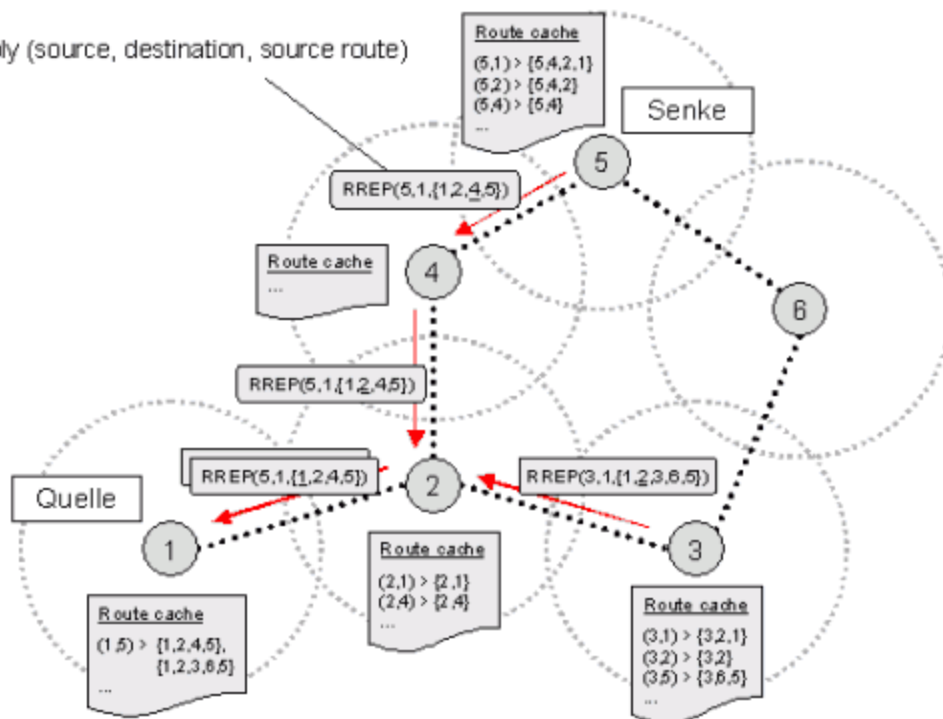 ly (source, destination, source route)
Route cache
(5,1) > {5,4,2,1}
(5,2) > {5,4,2}
(5,4) > {5,4}
...
Senke
5
RREP(5,1,{1,2,4,5})
Route cache
...
4
6
RREP(5,1,{1,2,4,5})
RREP(5,1,{1,2,4,5})
2
RREP(3,1,{1,2,3,6,5})
Quelle
1
3
Route cache
(2,1) > {2,1}
(2,4) > {2,4}
...
Route cache
(1,5) > {1,2,4,5},
{1,2,3,6,5}
...
Route cache
(3,1) > {3,2,1}
(3,2) > {3,2}
(3,5) > {3,6,5}
...